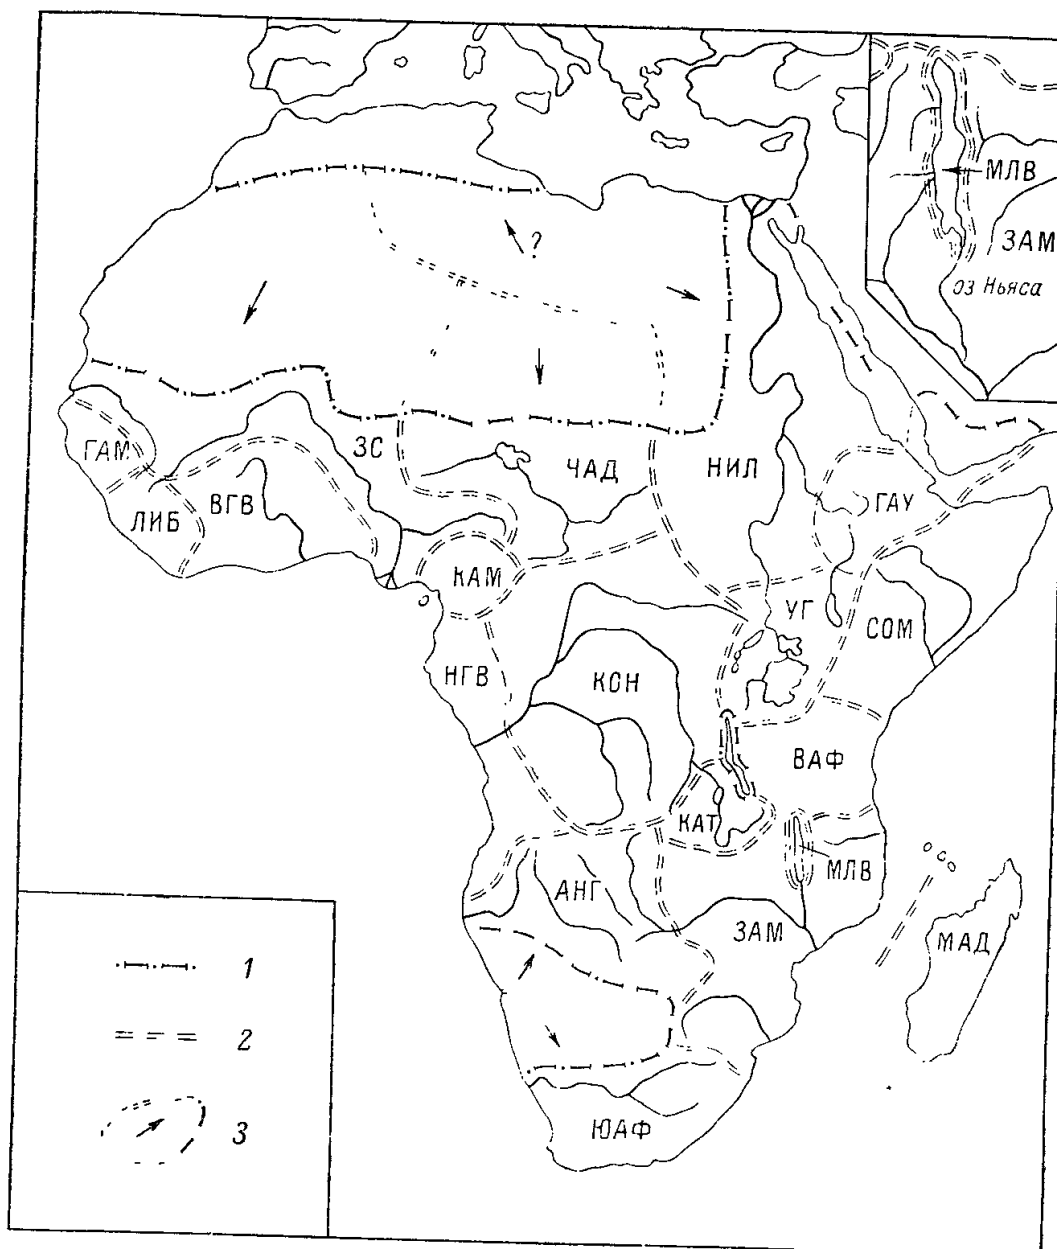 МЛВ
ЗАМ
оз Ньяса
?
ГАМ
ЗС
ЧАД
НИЛ
ГАУ
ЛИБ
ВГВ
КАМ
УГ
СОМ
НГВ
КОН
ВАФ
КАТ
МЛВ
АНГ
ЗАМ
МАД
ЮАФ
1
2
3